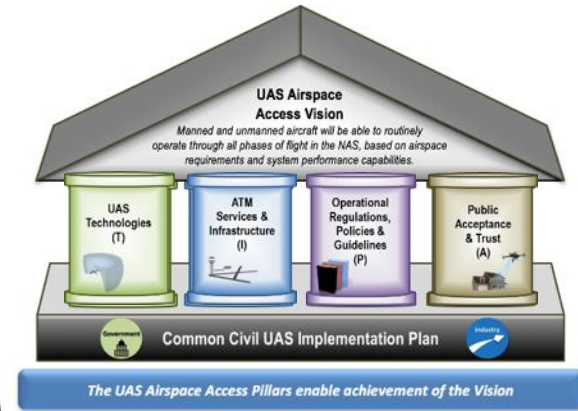 UAS Airspace
Access Vision
Manned and unmanned aircraft will be able to routinely
operate through all phases of flight in the NAS, based on airspace
requirements and system performance capabilities.
UAS
Technologies
(T)
ATM
Services &
Infrastructure
(I)
Operational
Regulations,
Policies &
Guidelines
(P)
Public
Acceptance
& Trust
(A)
Government
Common Civil UAS Implementation Plan
Industry
The UAS Airspace Access Pillars enable achievement of the Vision